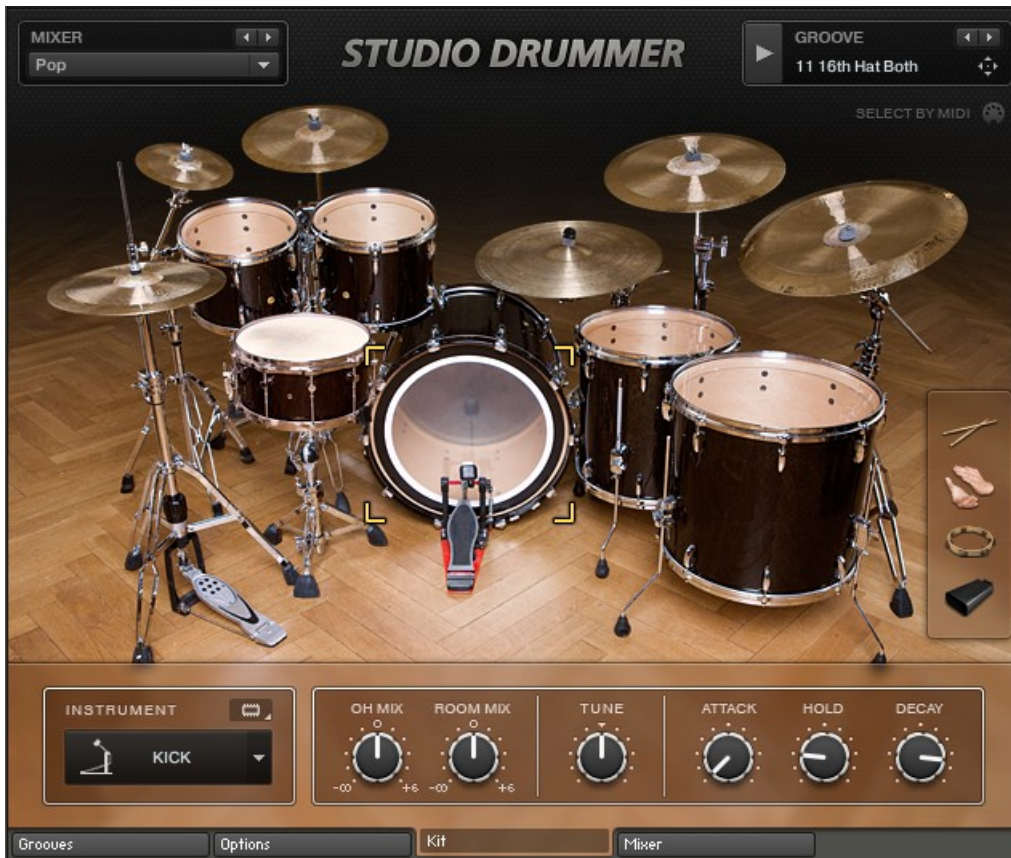 MIXER
Pop
STUDIO DRUMMER
GROOVE
11 16th Hat Both
SELECT BY MIDI
INSTRUMENT
KICK
OH MIX
ROOM MIX
TUNE
ATTACK
HOLD
DECAY
-∞ +6 -∞ +6
Grooves
Options
Kit
Mixer